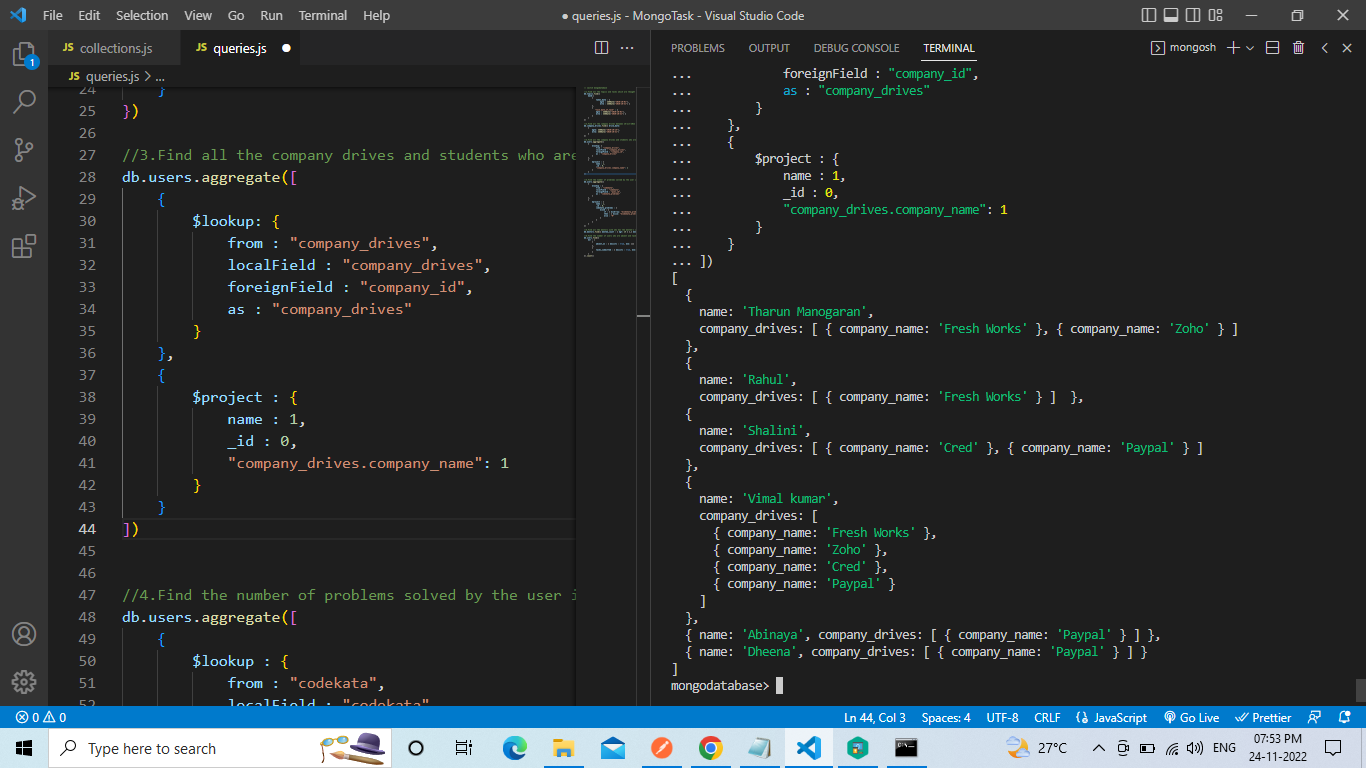 File Edit Selection View Go Run Terminal Help
● queries.js - MongoTask - Visual Studio Code
JS collections.js
JS queries.js ●
JS queries.js > ...
1
24 }
25 })
26
27 //3.Find all the company drives and students who are
28 db.users.aggregate([
29 {
30 $lookup: {
31 from : "company_drives",
32 localField : "company_drives",
33 foreignField : "company_id",
34 as : "company_drives"
35 }
36 },
37 {
38 $project : {
39 name : 1,
40 _id : 0,
41 "company_drives.company_name": 1
42 }
43 }
44 ])
45
46
47 //4.Find the number of problems solved by the user i
48 db.users.aggregate([
49 {
50 $lookup : {
51 from : "codekata",
52 localField : "codekata"
PROBLEMS OUTPUT DEBUG CONSOLE TERMINAL
mongosh
... foreignField : "company_id",
... as : "company_drives"
... }
... },
... {
... $project : {
... name : 1,
... _id : 0,
... "company_drives.company_name": 1
... }
... }
... ])
[
{
name: 'Tharun Manogaran',
company_drives: [ { company_name: 'Fresh Works' }, { company_name: 'Zoho' } ]
},
{
name: 'Rahul',
company_drives: [ { company_name: 'Fresh Works' } ] },
{
name: 'Shalini',
company_drives: [ { company_name: 'Cred' }, { company_name: 'Paypal' } ]
},
{
name: 'Vimal kumar',
company_drives: [
{ company_name: 'Fresh Works' },
{ company_name: 'Zoho' },
{ company_name: 'Cred' },
{ company_name: 'Paypal' }
]
},
{ name: 'Abinaya', company_drives: [ { company_name: 'Paypal' } ] },
{ name: 'Dheena', company_drives: [ { company_name: 'Paypal' } ] }
]
mongodatabase>
0 0
Ln 44, Col 3 Spaces: 4 UTF-8 CRLF {} JavaScript Go Live Prettier
Type here to search
27°C
ENG
07:53 PM
24-11-2022